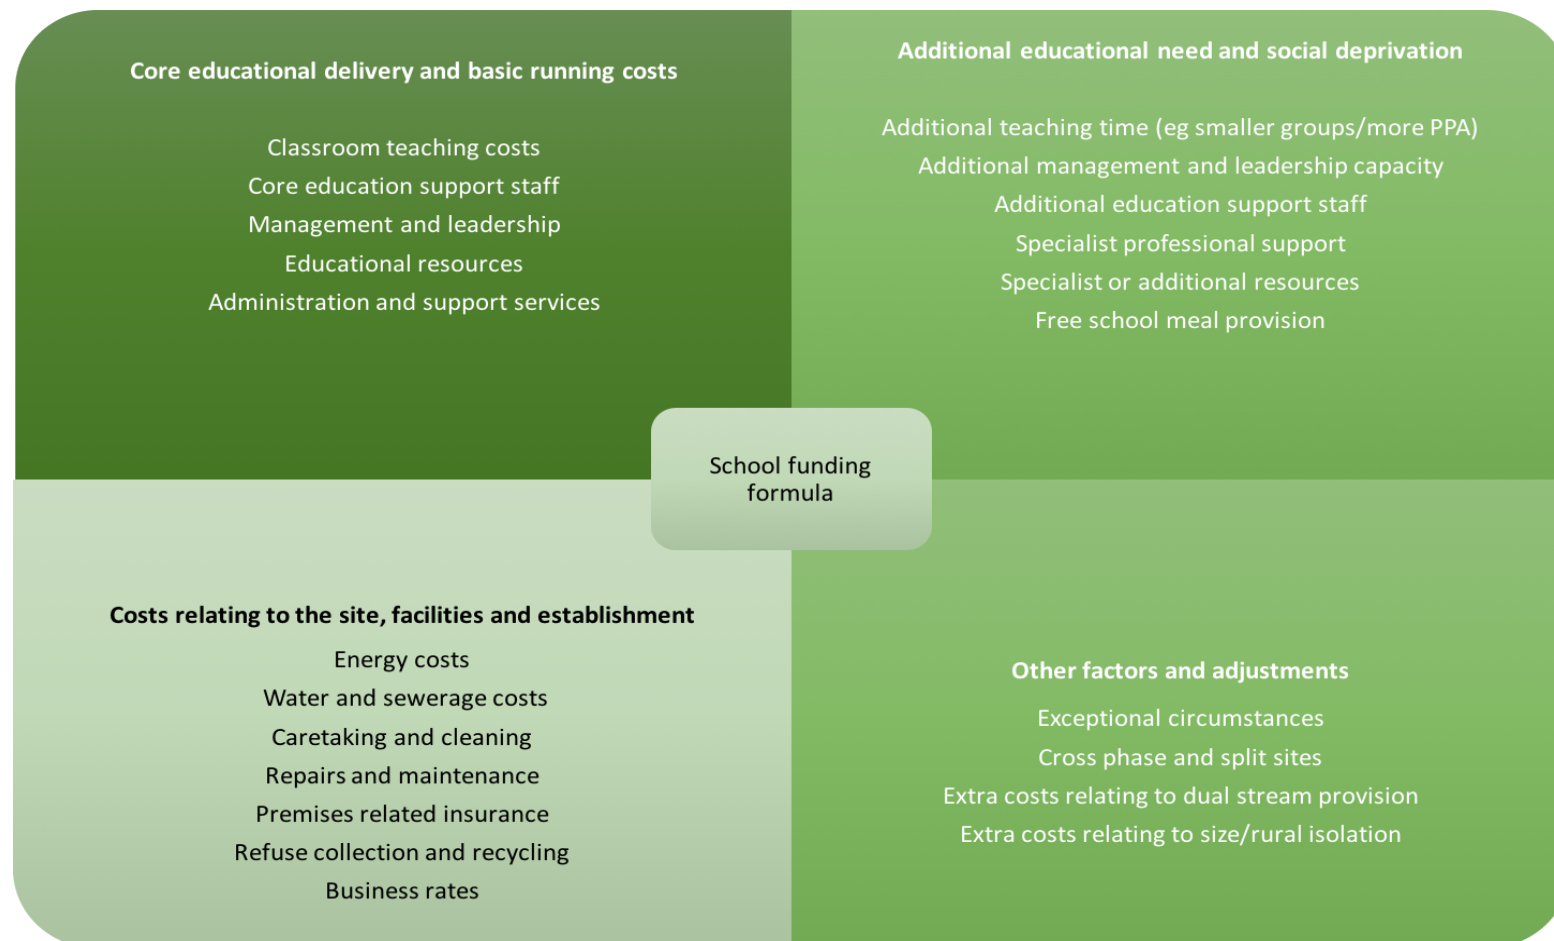 Core educational delivery and basic running costs
Classroom teaching costs
Core education support staff
Management and leadership
Educational resources
Administration and support services
Additional educational need and social deprivation
Additional teaching time (eg smaller groups/more PPA)
Additional management and leadership capacity
Additional education support staff
Specialist professional support
Specialist or additional resources
Free school meal provision
School funding
formula
Costs relating to the site, facilities and establishment
Energy costs
Water and sewerage costs
Caretaking and cleaning
Repairs and maintenance
Premises related insurance
Refuse collection and recycling
Business rates
Other factors and adjustments
Exceptional circumstances
Cross phase and split sites
Extra costs relating to dual stream provision
Extra costs relating to size/rural isolation